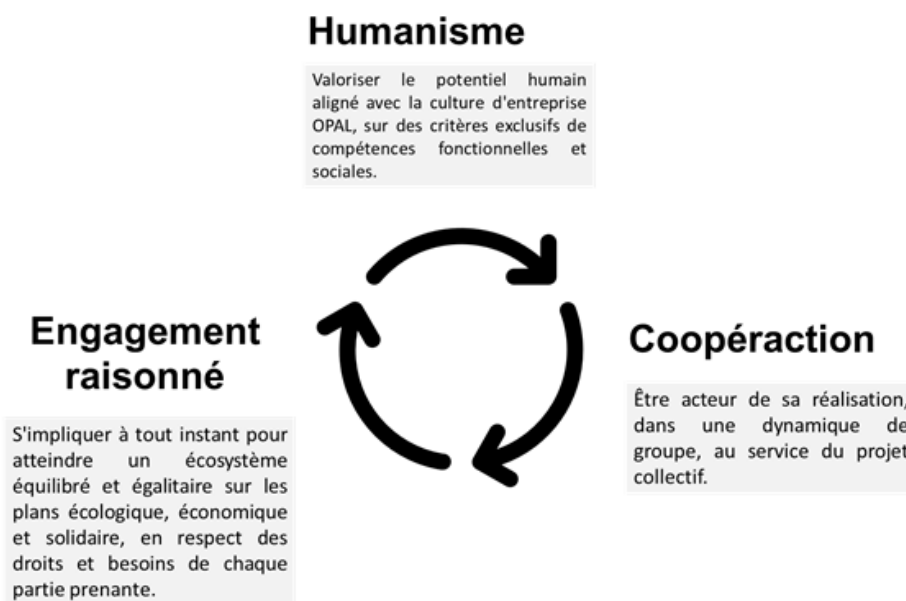 Humanisme
Valoriser le potentiel humain
aligné avec la culture d'entreprise
OPAL, sur des critères exclusifs de
compétences fonctionnelles et
sociales.
Engagement
raisonné
S'impliquer à tout instant pour
atteindre un écosystème
équilibré et égalitaire sur les
plans écologique, économique
et solidaire, en respect des
droits et besoins de chaque
partie prenante.
Coopéraction
Être acteur de sa réalisation,
dans une dynamique de
groupe, au service du projet
collectif.